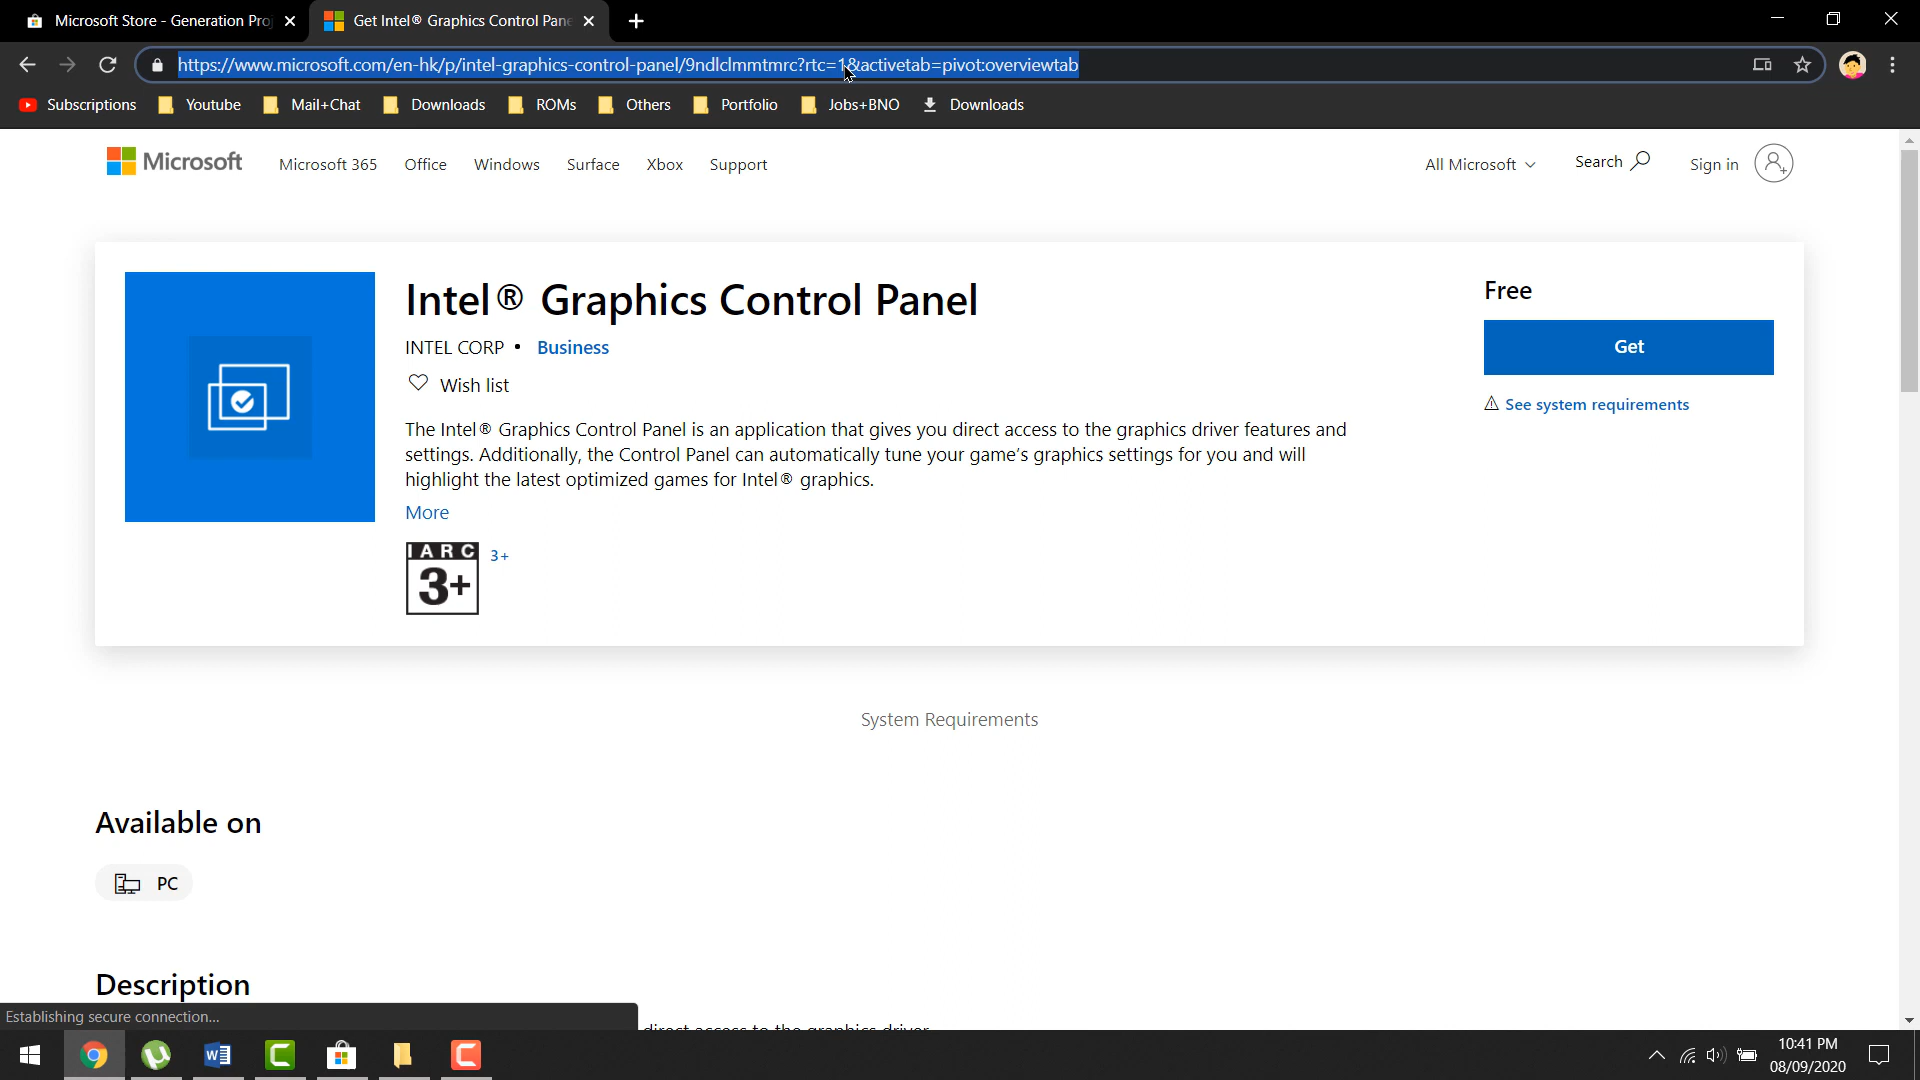 Microsoft Store - Generation Pro
Get Intel® Graphics Control Pane
https://www.microsoft.com/en-hk/p/intel-graphics-control-panel/9ndlclmmtmrc?rtc=1&activetab=pivot:overviewtab
Subscriptions Youtube Mail+Chat Downloads ROMs Others Portfolio Jobs+BNO Downloads
Microsoft Microsoft 365 Office Windows Surface Xbox Support All Microsoft Search Sign in
Intel® Graphics Control Panel
INTEL CORP • Business
Wish list
The Intel® Graphics Control Panel is an application that gives you direct access to the graphics driver features and
settings. Additionally, the Control Panel can automatically tune your game's graphics settings for you and will
highlight the latest optimized games for Intel® graphics.
More
IARC
3+
3+
Free
Get
See system requirements
System Requirements
Available on
PC
Description
direct access to the graphics driver
Establishing secure connection...
10:41 PM
08/09/2020